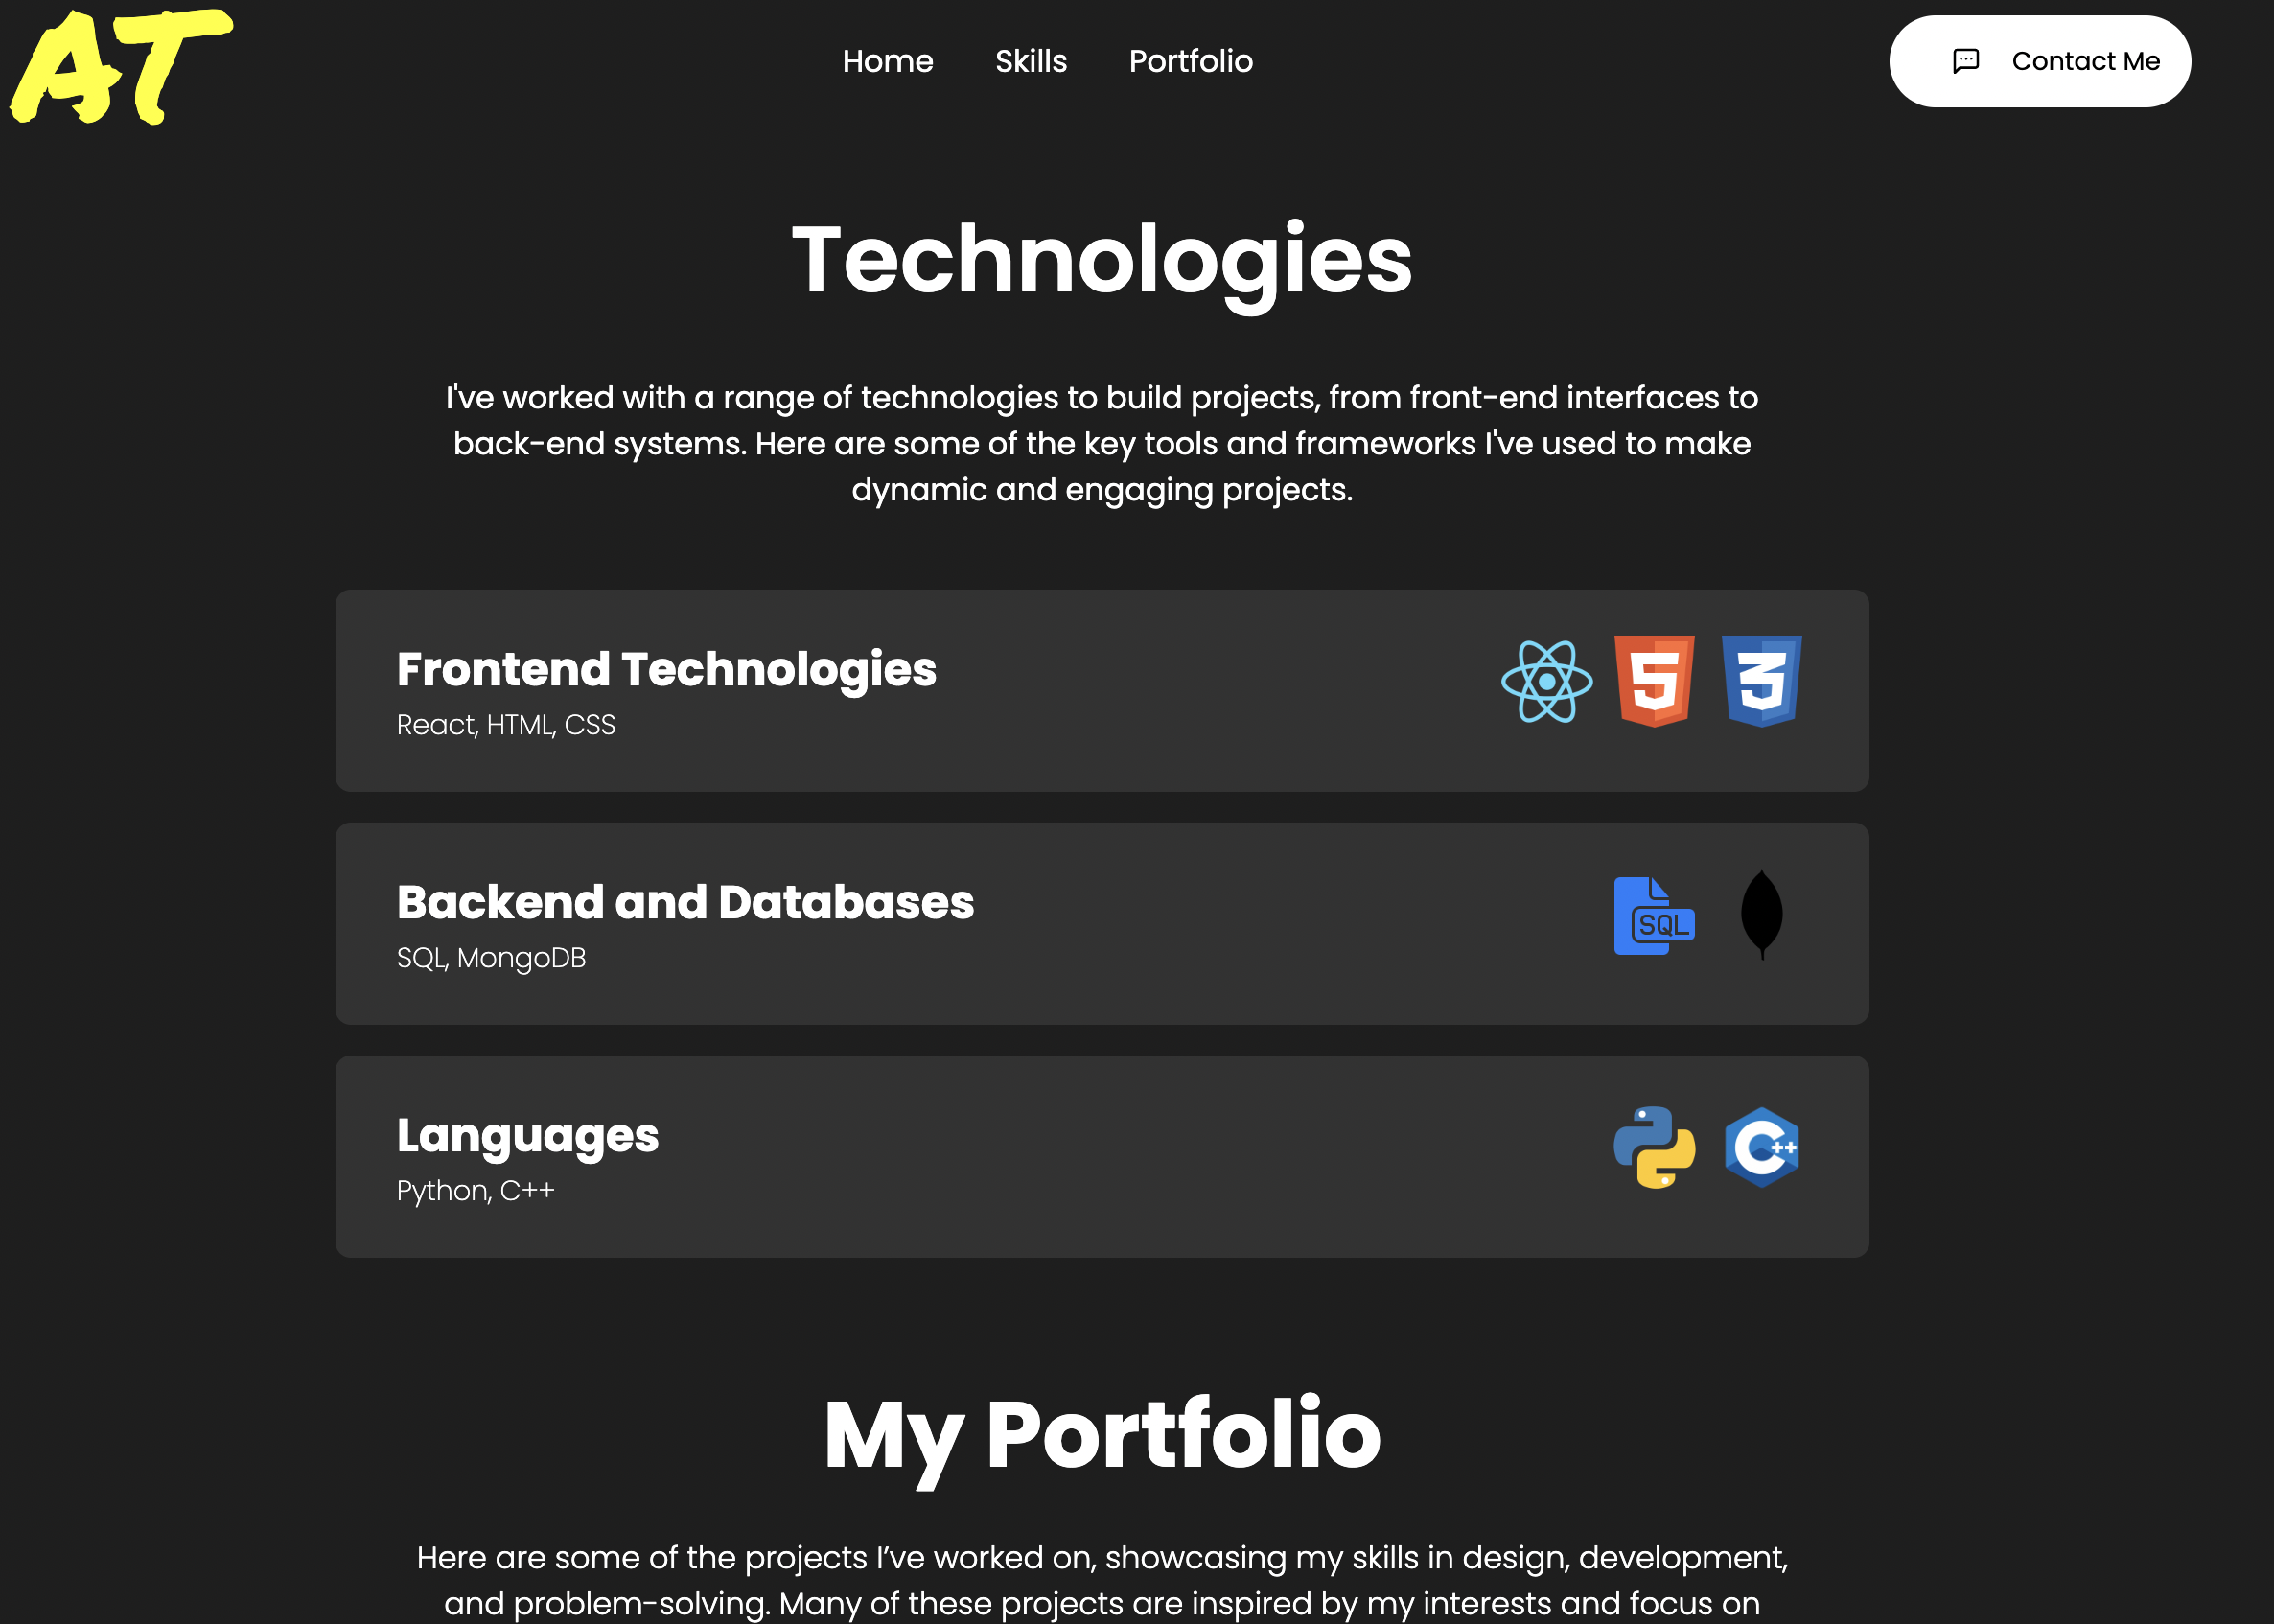 AT
Home
Skills
Portfolio
Contact Me
Technologies
I've worked with a range of technologies to build projects, from front-end interfaces to
back-end systems. Here are some of the key tools and frameworks I've used to make
dynamic and engaging projects.
Frontend Technologies
React, HTML, CSS
5
3
Backend and Databases
SQL, MongoDB
SQL
Languages
Python, C++
C++
My Portfolio
Here are some of the projects I’ve worked on, showcasing my skills in design, development,
and problem-solving. Many of these projects are inspired by my interests and focus on